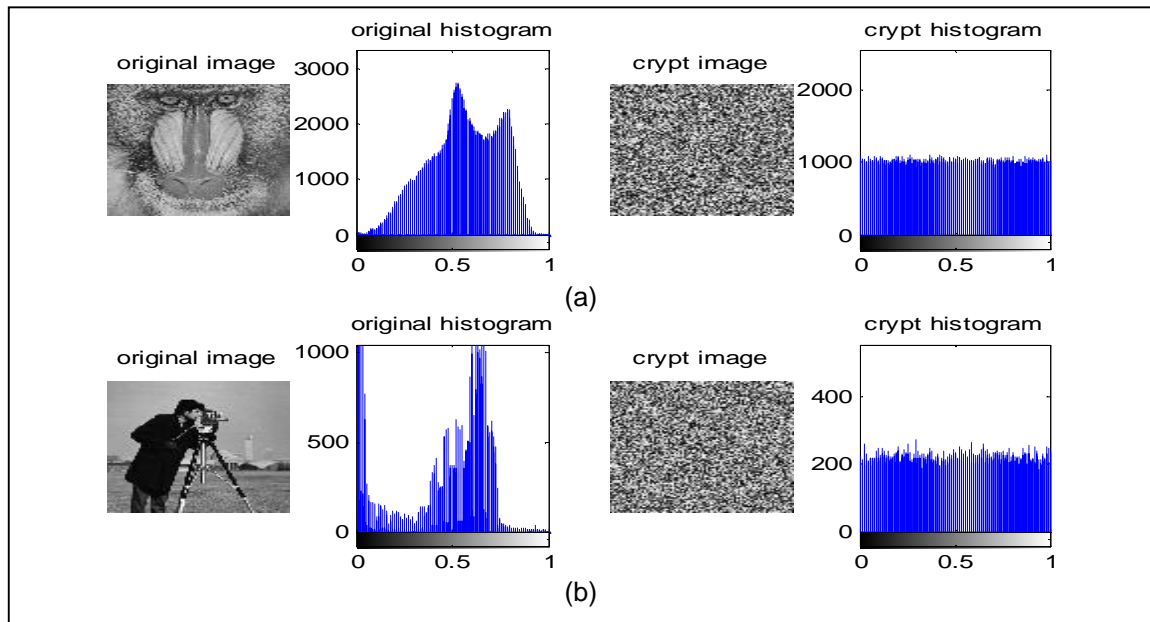 original histogram
crypt histogram
original image
crypt image
3000
2000
1000
0
0 0.5 1
2000
1000
0
0 0.5 1
(a)
original histogram
crypt histogram
original image
crypt image
1000
500
0
0 0.5 1
400
200
0
0 0.5 1
(b)